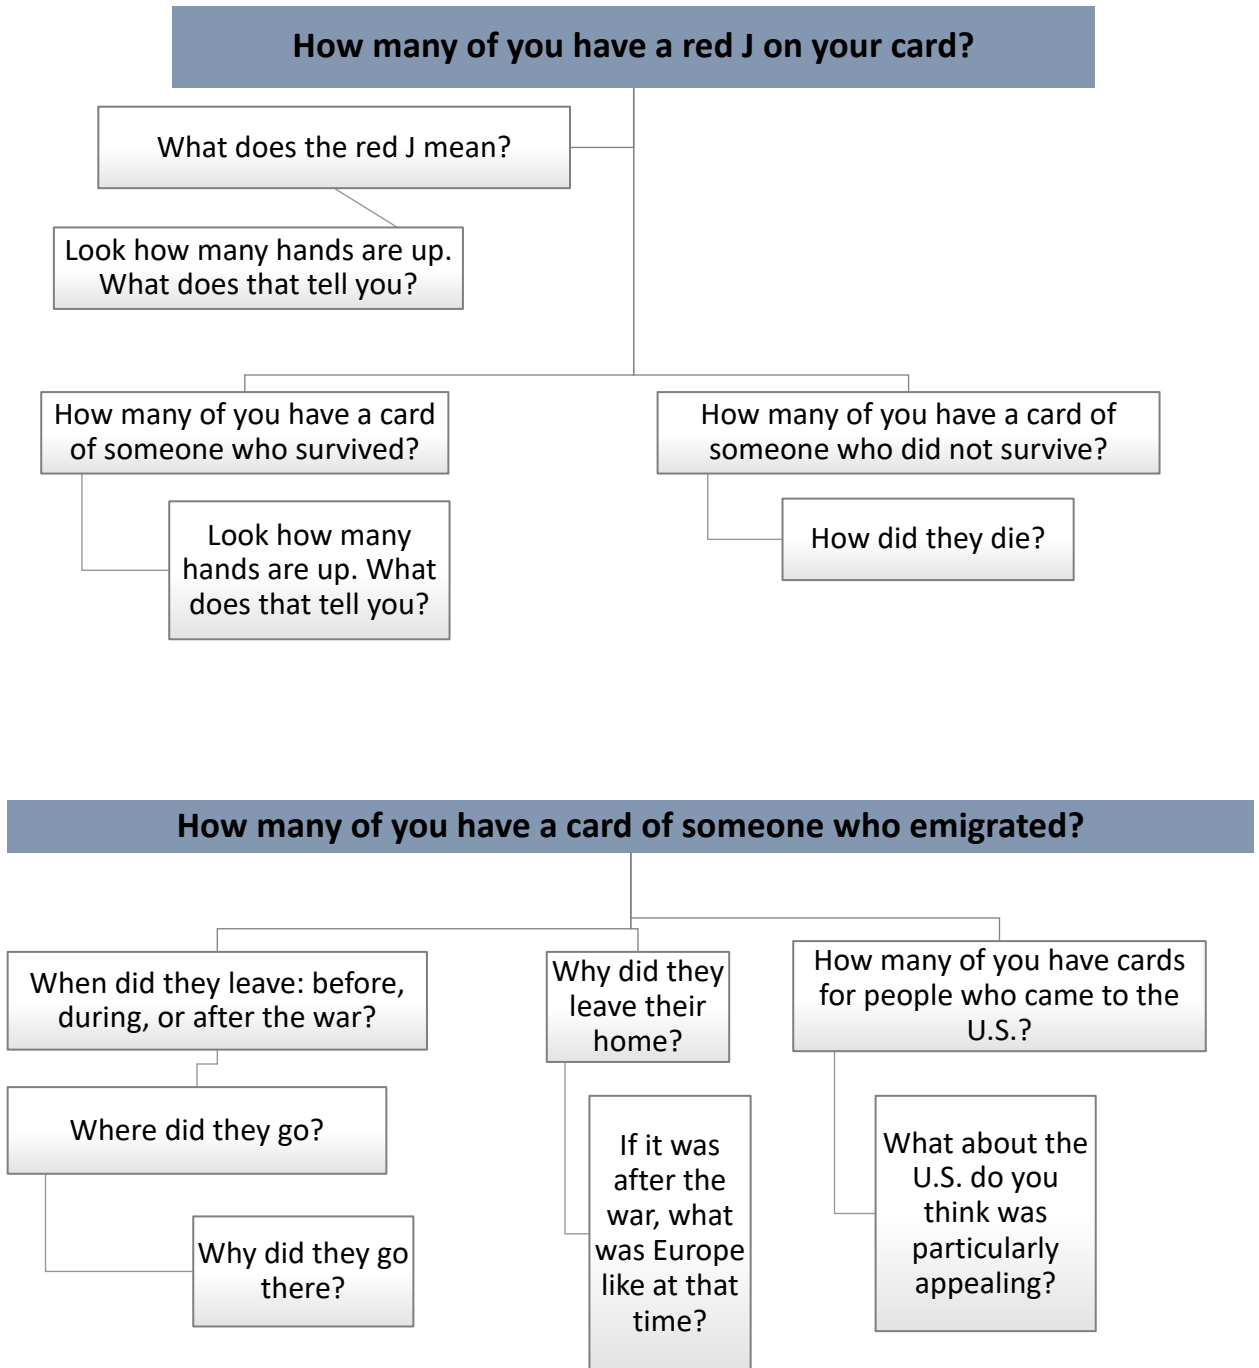 How many of you have a red J on your card?
What does the red J mean?
Look how many hands are up.
What does that tell you?
How many of you have a card
of someone who survived?
Look how many
hands are up. What
does that tell you?
How many of you have a card of
someone who did not survive?
How did they die?
How many of you have a card of someone who emigrated?
When did they leave: before,
during, or after the war?
Where did they go?
Why did they go
there?
Why did they
leave their
home?
If it was
after the
war, what
was Europe
like at that
time?
How many of you have cards
for people who came to the
U.S.?
What about the
U.S. do you
think was
particularly
appealing?